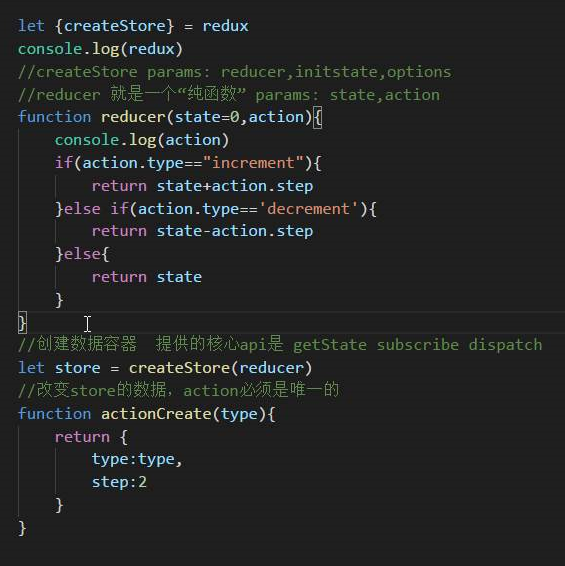 let {createStore} = redux
console.log(redux)
//createStore params: reducer,initstate,options
//reducer 就是一个“纯函数” params: state,action
function reducer(state=0,action){
    console.log(action)
    if(action.type=="increment"){
        return state+action.step
    }else if(action.type=='decrement'){
        return state-action.step
    }else{
        return state
    }
}
//创建数据容器  提供的核心api是 getState subscribe dispatch
let store = createStore(reducer)
//改变store的数据，action必须是唯一的
function actionCreate(type){
    return {
        type:type,
        step:2
    }
}